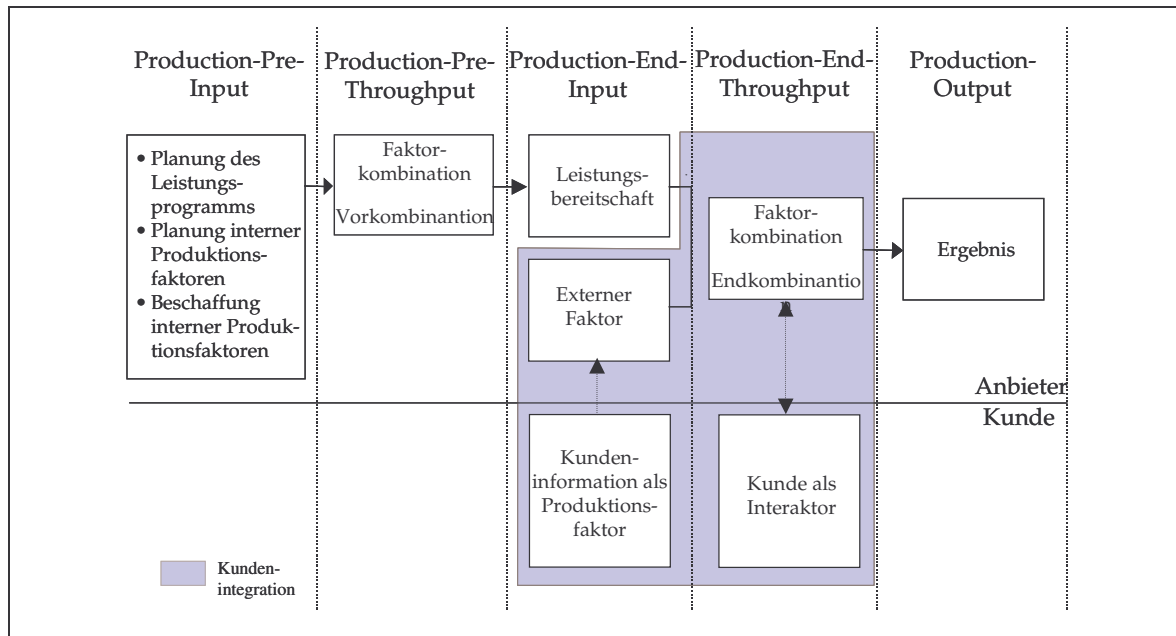 Production-Pre-
Input
Production-Pre-
Throughput
Production-End-
Input
Production-End-
Throughput
Production-
Output
• Planung des
Leistungs-
programms
• Planung interner
Produktions-
faktoren
• Beschaffung
interner Produk-
tionsfaktoren
Faktor-
kombination
Vorkombinantion
Leistungs-
bereitschaft
Externer
Faktor
Faktor-
kombination
Endkombinantio
n
Ergebnis
Anbieter
Kunde
Kunden-
information als
Produktions-
faktor
Kunde als
Interaktor
Kunden-
integration